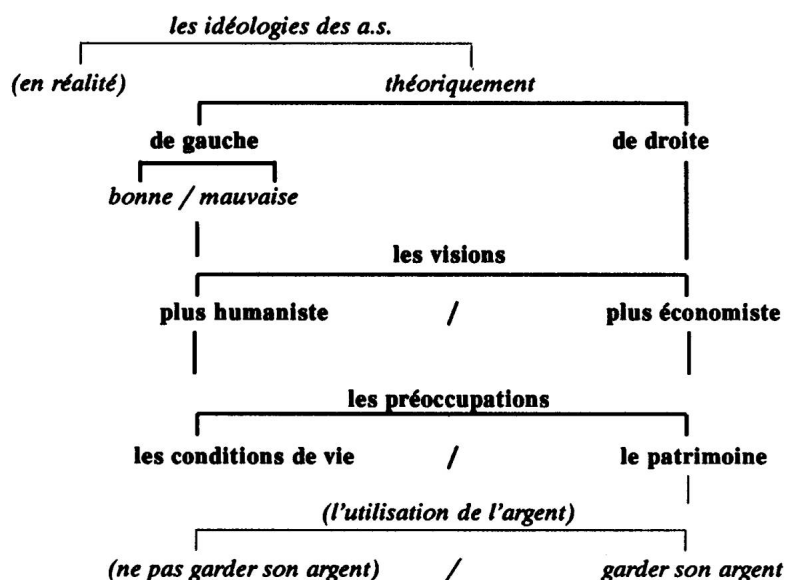 les idéologies des a.s.
(en réalité) théoriquement
de gauche de droite
bonne / mauvaise
les visions
plus humaniste / plus économiste
les préoccupations
les conditions de vie / le patrimoine
(l'utilisation de l'argent)
(ne pas garder son argent) / garder son argent